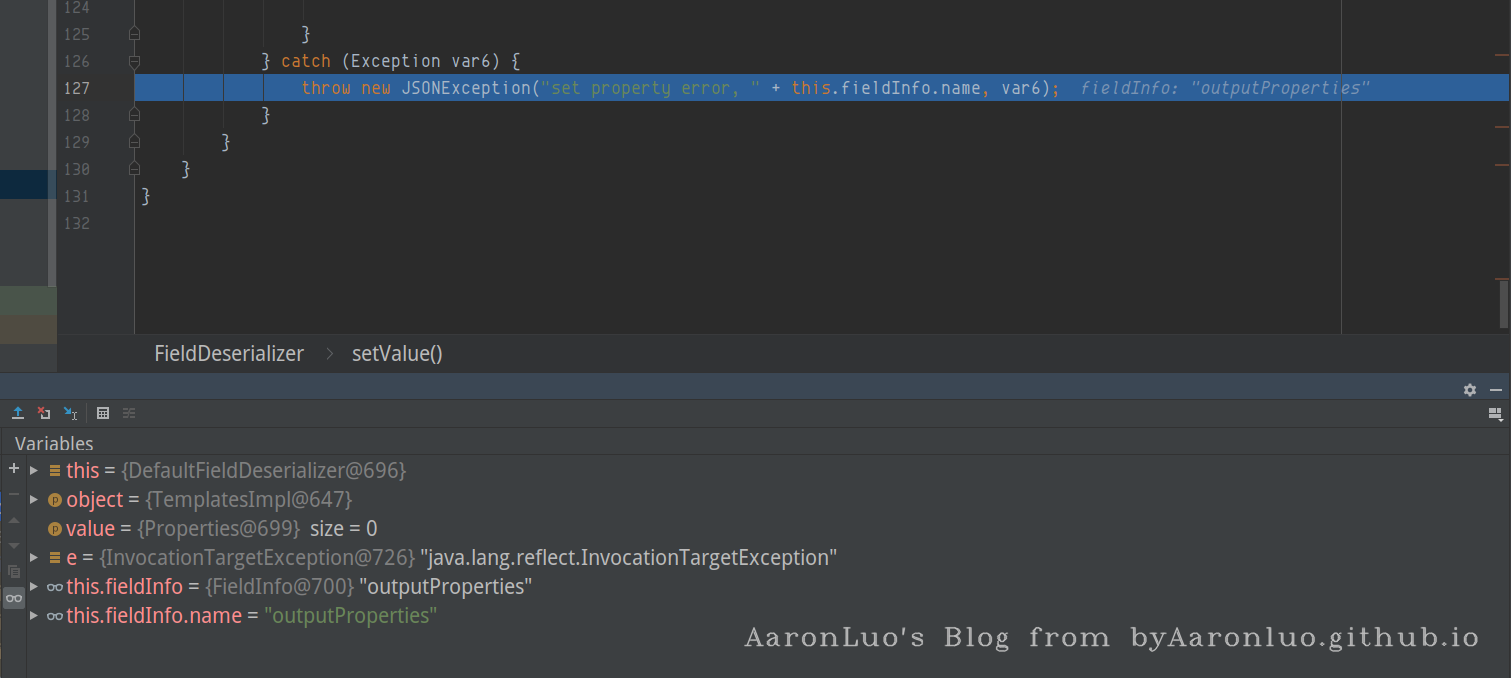 124
125 }
126 } catch (Exception var6) {
127 throw new JSONException("set property error, " + this.fieldInfo.name, var6); fieldInfo: "outputProperties"
128 }
129 }
130 }
131 }
132
FieldDeserializer > setValue()
Variables
this = {DefaultFieldDeserializer@696}
object = {TemplatesImpl@647}
value = {Properties@699} size = 0
e = {InvocationTargetException@726} "java.lang.reflect.InvocationTargetException"
this.fieldInfo = {FieldInfo@700} "outputProperties"
this.fieldInfo.name = "outputProperties"
AaronLuo's Blog from byAaronluo.github.io